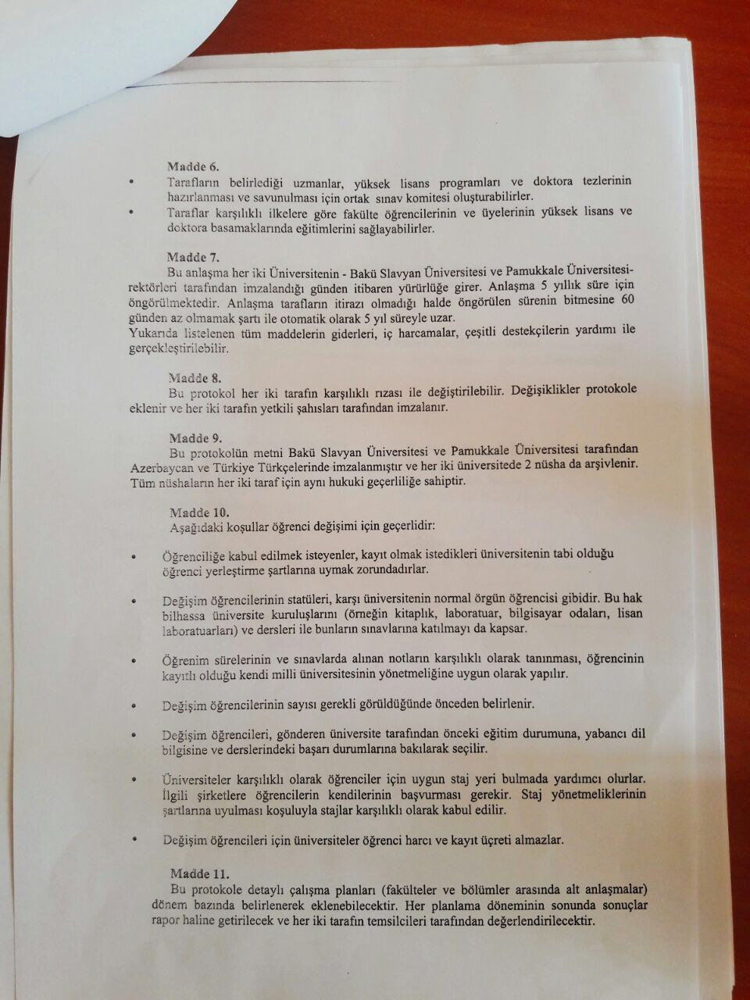 Madde 6.
• Tarafların belirlediği uzmanlar, yüksek lisans programları ve doktora tezlerinin
hazırlanması ve savunulması için ortak sınav komitesi oluşturabilirler.
• Taraflar karşılıklı ilkelere göre fakülte öğrencilerinin ve üyelerinin yüksek lisans ve
doktora basamaklarında eğitimlerini sağlayabilirler.
Madde 7.
Bu anlaşma her iki Üniversitenin - Bakü Slavyan Üniversitesi ve Pamukkale Üniversitesi-
rektörleri tarafından imzalandığı günden itibaren yürürlüğe girer. Anlaşma 5 yıllık süre için
öngörülmektedir. Anlaşma tarafların itirazı olmadığı halde öngörülen sürenin bitmesine 60
günden az olmamak şartı ile otomatik olarak 5 yıl süreyle uzar.
Yukarıda listelenen tüm maddelerin giderleri, iç harcamalar, çeşitli destekçilerin yardımı ile
gerçekleştirilebilir.
Madde 8.
Bu protokol her iki tarafın karşılıklı rızası ile değiştirilebilir. Değişiklikler protokole
eklenir ve her iki tarafın yetkili şahısları tarafından imzalanır.
Madde 9.
Bu protokolün metni Bakü Slavyan Üniversitesi ve Pamukkale Üniversitesi tarafından
Azerbaycan ve Türkiye Türkçelerinde imzalanmıştır ve her iki üniversitede 2 nüsha da arşivlenir.
Tüm nüshaların her iki taraf için aynı hukuki geçerliliğe sahiptir.
Madde 10.
Aşağıdaki koşullar öğrenci değişimi için geçerlidir:
• Öğrenciliğe kabul edilmek isteyenler, kayıt olmak istedikleri üniversitenin tabi olduğu
öğrenci yerleştirme şartlarına uymak zorundadırlar.
• Değişim öğrencilerinin statüleri, karşı üniversitenin normal örgün öğrencisi gibidir. Bu hak
bilhassa üniversite kuruluşlarını (örneğin kitaplık, laboratuar, bilgisayar odaları, lisan
laboratuarları) ve dersleri ile bunların sınavlarına katılmayı da kapsar.
• Öğrenim sürelerinin ve sınavlarda alınan notların karşılıklı olarak tanınması, öğrencinin
kayıtlı olduğu kendi milli üniversitesinin yönetmeliğine uygun olarak yapılır.
• Değişim öğrencilerinin sayısı gerekli görüldüğünde önceden belirlenir.
• Değişim öğrencileri, gönderen üniversite tarafından önceki eğitim durumuna, yabancı dil
bilgisine ve derslerindeki başarı durumlarına bakılarak seçilir.
• Üniversiteler karşılıklı olarak öğrenciler için uygun staj yeri bulmada yardımcı olurlar.
İlgili şirketlere öğrencilerin kendilerinin başvurması gerekir. Staj yönetmeliklerinin
şartlarına uyulması koşuluyla stajlar karşılıklı olarak kabul edilir.
• Değişim öğrencileri için üniversiteler öğrenci harcı ve kayıt üçreti almazlar.
Madde 11.
Bu protokole detaylı çalışma planları (fakülteler ve bölümler arasında alt anlaşmalar)
dönem bazında belirlenerek eklenebilecektir. Her planlama döneminin sonunda sonuçlar
rapor haline getirilecek ve her iki tarafın temsilcileri tarafından değerlendirilecektir.